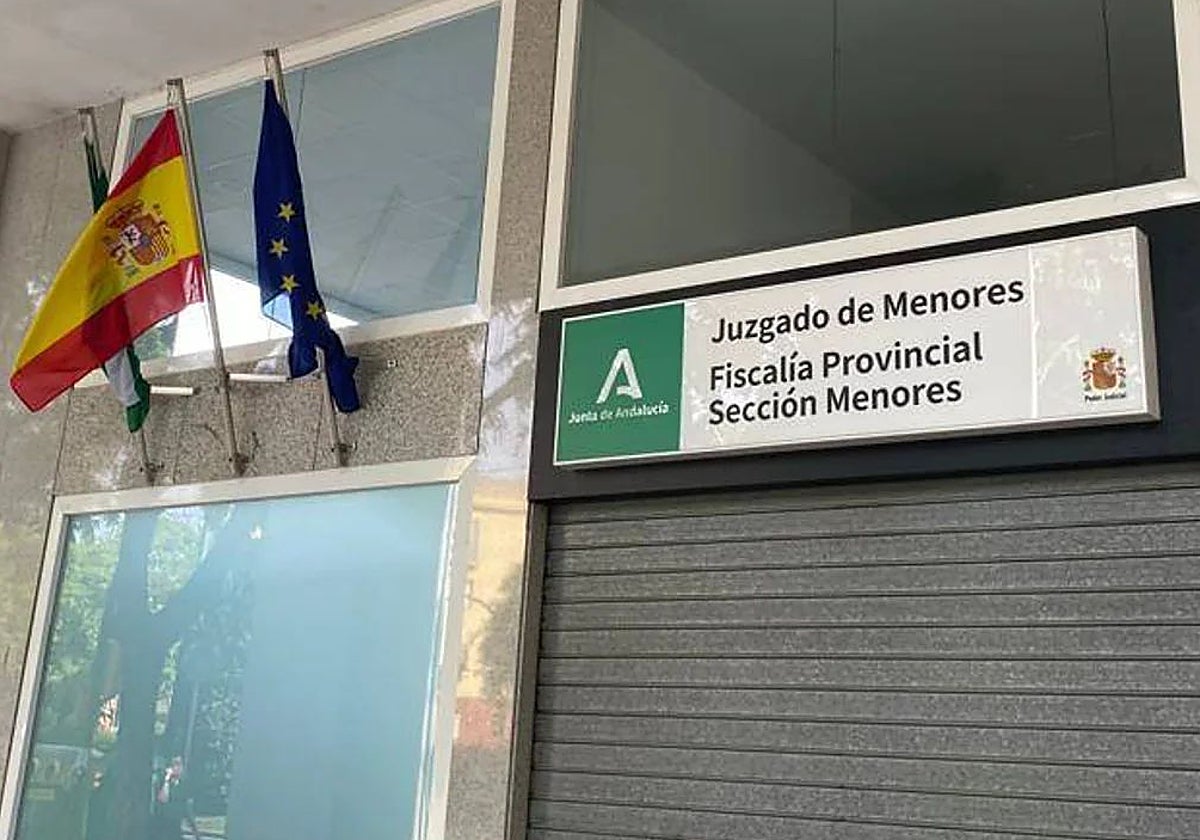 Juzgado de Menores
Fiscalía Provincial
Sección Menores
Junta de Andalucía
Poder Judicial